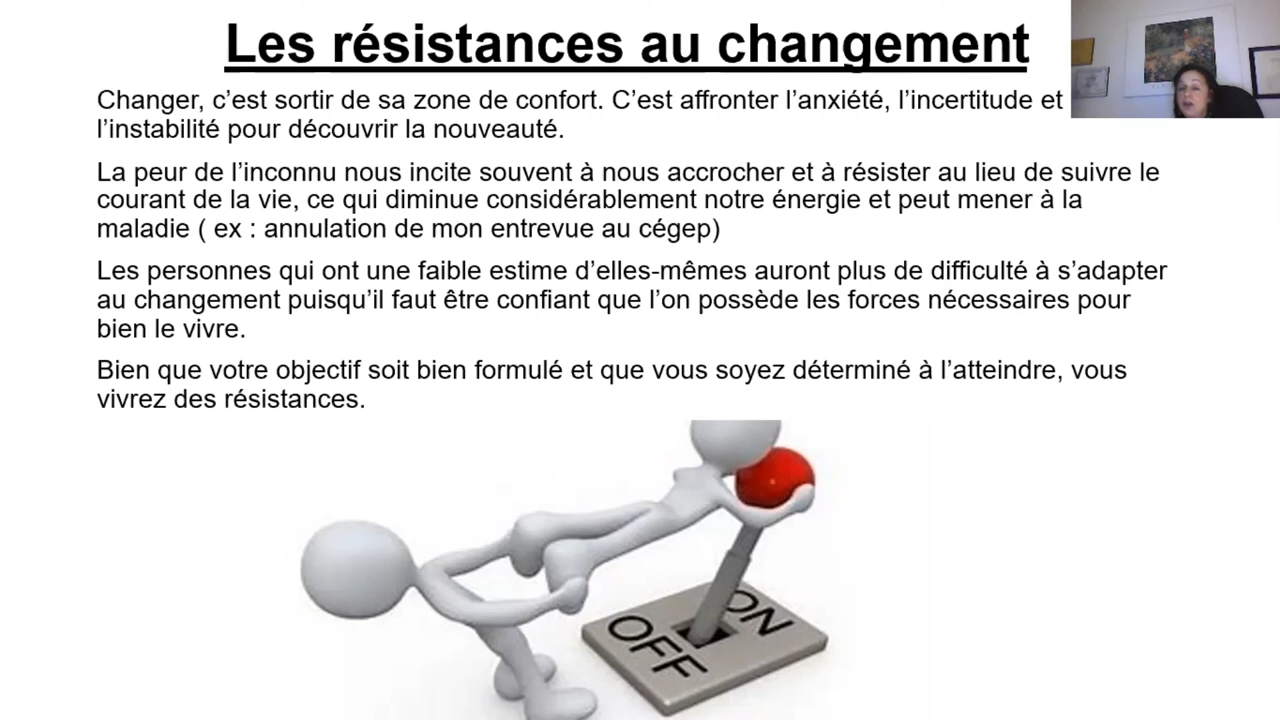 Les résistances au changement
Changer, c’est sortir de sa zone de confort. C’est affronter l’anxiété, l’incertitude et
l’instabilité pour découvrir la nouveauté.
La peur de l’inconnu nous incite souvent à nous accrocher et à résister au lieu de suivre le
courant de la vie, ce qui diminue considérablement notre énergie et peut mener à la
maladie ( ex : annulation de mon entrevue au cégep)
Les personnes qui ont une faible estime d’elles-mêmes auront plus de difficulté à s’adapter
au changement puisqu’il faut être confiant que l’on possède les forces nécessaires pour
bien le vivre.
Bien que votre objectif soit bien formulé et que vous soyez déterminé à l’atteindre, vous
vivrez des résistances.
ON
OFF